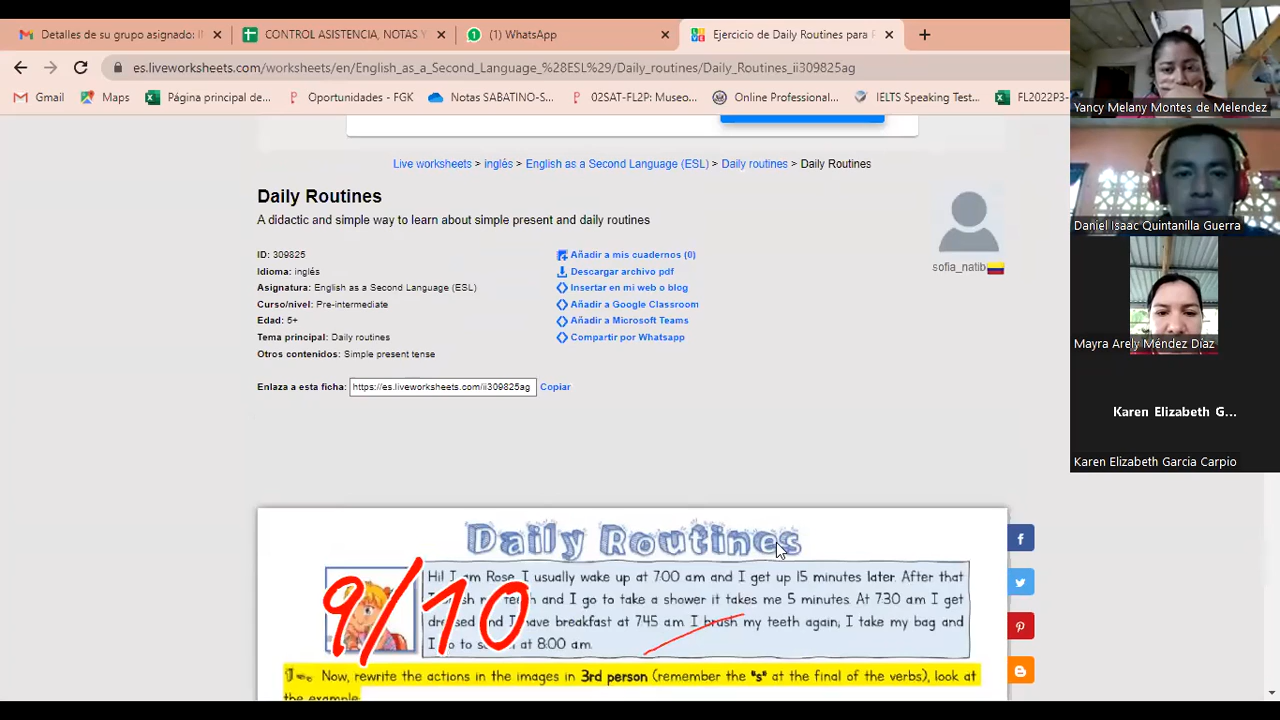 Detalles de su grupo asignado: I
CONTROL ASISTENCIA, NOTAS Y
(1) WhatsApp
Ejercicio de Daily Routines para P
es.liveworksheets.com/worksheets/en/English_as_a_Second_Language_%28ESL%29/Daily_routines/Daily_Routines_ii309825ag
Gmail
Maps
Página principal de...
Oportunidades - FGK
Notas SABATINO-S...
02SAT-FL2P: Museo...
Online Professional...
IELTS Speaking Test...
FL2022P3-
Live worksheets > inglés > English as a Second Language (ESL) > Daily routines > Daily Routines
Daily Routines
A didactic and simple way to learn about simple present and daily routines
ID: 309825
Idioma: inglés
Asignatura: English as a Second Language (ESL)
Curso/nivel: Pre-intermediate
Edad: 5+
Tema principal: Daily routines
Otros contenidos: Simple present tense
Añadir a mis cuadernos (0)
Descargar archivo pdf
Insertar en mi web o blog
Añadir a Google Classroom
Añadir a Microsoft Teams
Compartir por Whatsapp
sofia_natib
Enlaza a esta ficha: https://es.liveworksheets.com/ii309825ag Copiar
Daily Routines
Hi! I am Rose. I usually wake up at 7:00 am and I get up 15 minutes later. After that
teeth and I go to take a shower it takes me 5 minutes. At 7:30 am I get
and I have breakfast at 7:45 am. I brush my teeth again, I take my bag and
I go to at 8:00 am.
9/10
Now, rewrite the actions in the images in 3rd person (remember the "s" at the final of the verbs), look at
the example:
Yancy Melany Montes de Melendez
Daniel Isaac Quintanilla Guerra
Mayra Arely Méndez Díaz
Karen Elizabeth G...
Karen Elizabeth Garcia Carpio